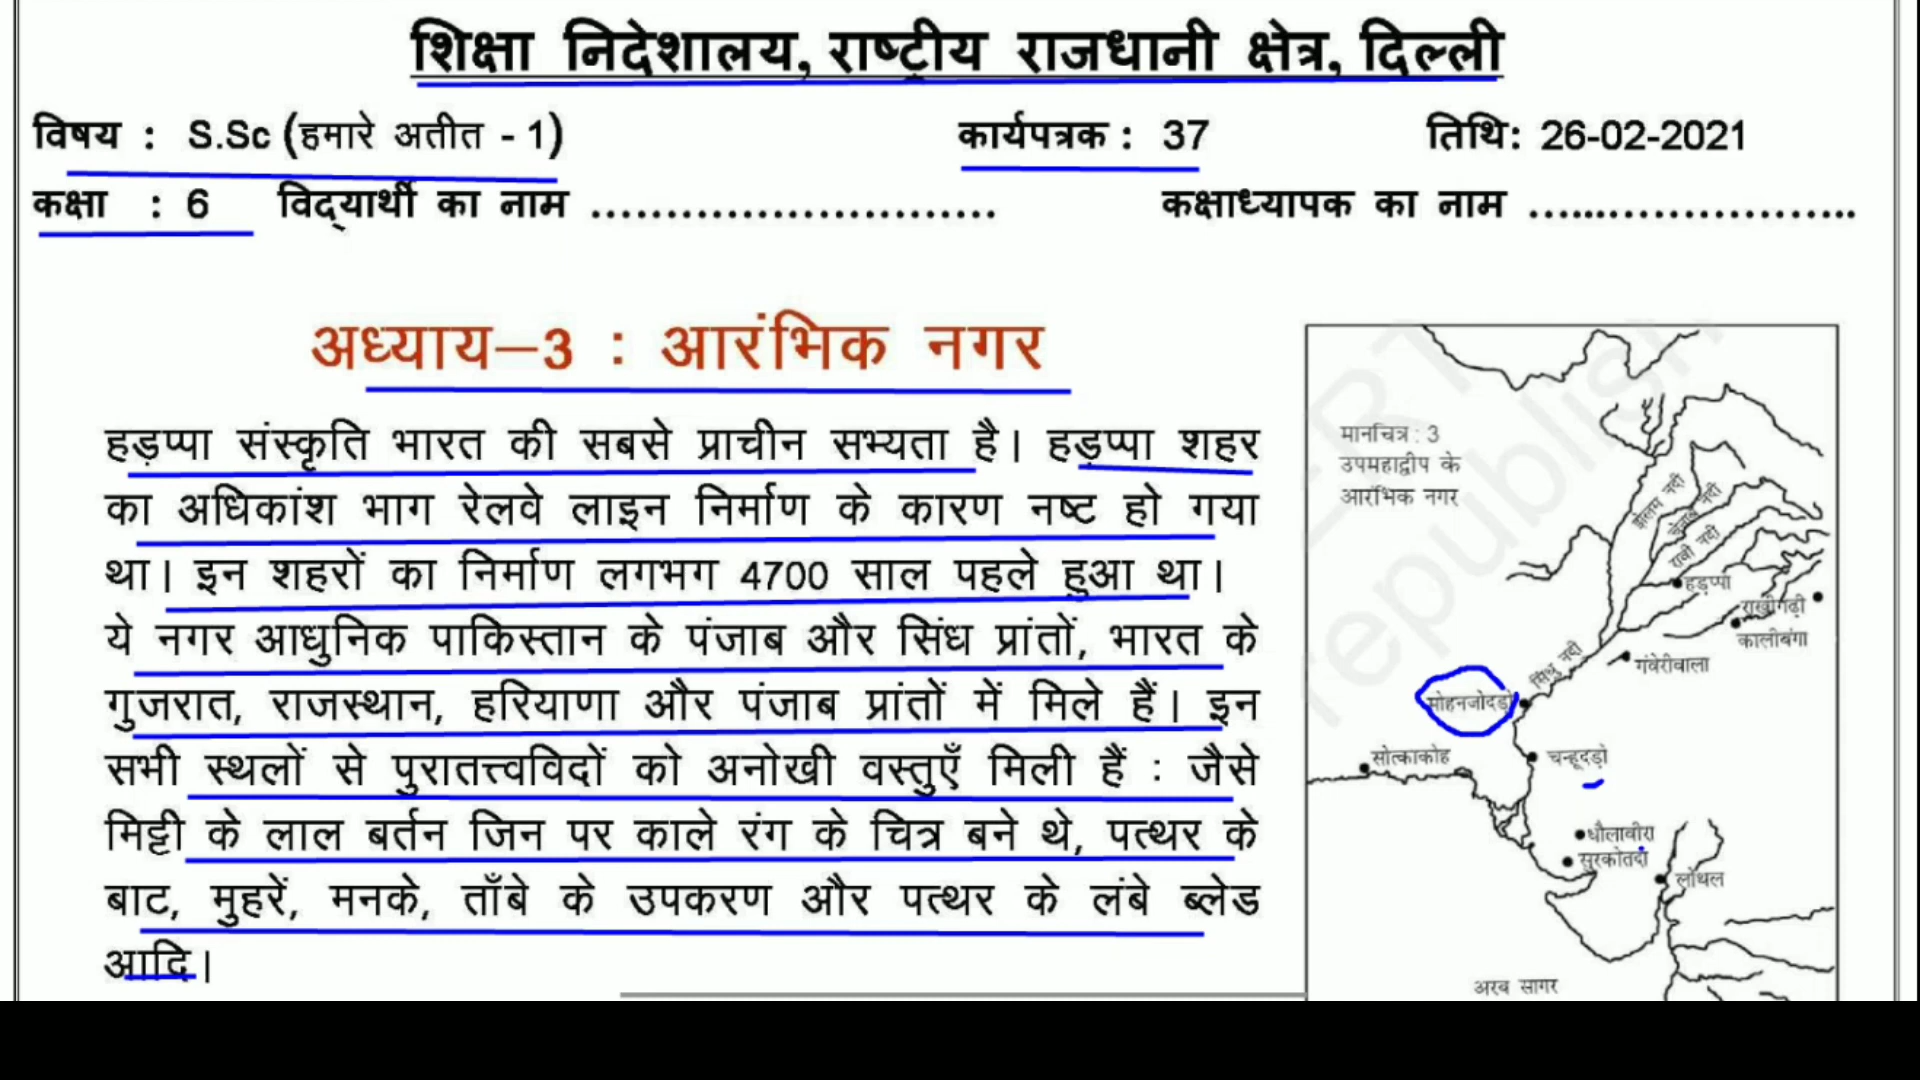 शिक्षा निदेशालय, राष्ट्रीय राजधानी क्षेत्र, दिल्ली
विषय : S.Sc (हमारे अतीत - 1) कार्यपत्रक : 37 तिथि: 26-02-2021
कक्षा : 6 विद्यार्थी का नाम ........................... कक्षाध्यापक का नाम ......................
अध्याय–3 : आरंभिक नगर
हड़प्पा संस्कृति भारत की सबसे प्राचीन सभ्यता है। हड़प्पा शहर
का अधिकांश भाग रेलवे लाइन निर्माण के कारण नष्ट हो गया
था। इन शहरों का निर्माण लगभग 4700 साल पहले हुआ था।
ये नगर आधुनिक पाकिस्तान के पंजाब और सिंध प्रांतों, भारत के
गुजरात, राजस्थान, हरियाणा और पंजाब प्रांतों में मिले हैं। इन
सभी स्थलों से पुरातत्त्वविदों को अनोखी वस्तुएँ मिली हैं : जैसे
मिट्टी के लाल बर्तन जिन पर काले रंग के चित्र बने थे, पत्थर के
बाट, मुहरें, मनके, ताँबे के उपकरण और पत्थर के लंबे ब्लेड
आदि।
मानचित्र : 3
उपमहाद्वीप के
आरंभिक नगर
झेलम नदी
चेनाब नदी
रावी नदी
हड़प्पा
राखीगढ़ी
कालीबंगा
गंवेरीवाला
सिंधु नदी
मोहनजोदड़ो
सोत्काकोह
चन्हूदड़ो
धौलावीरा
सुरकोतदा
लोथल
अरब सागर
republish